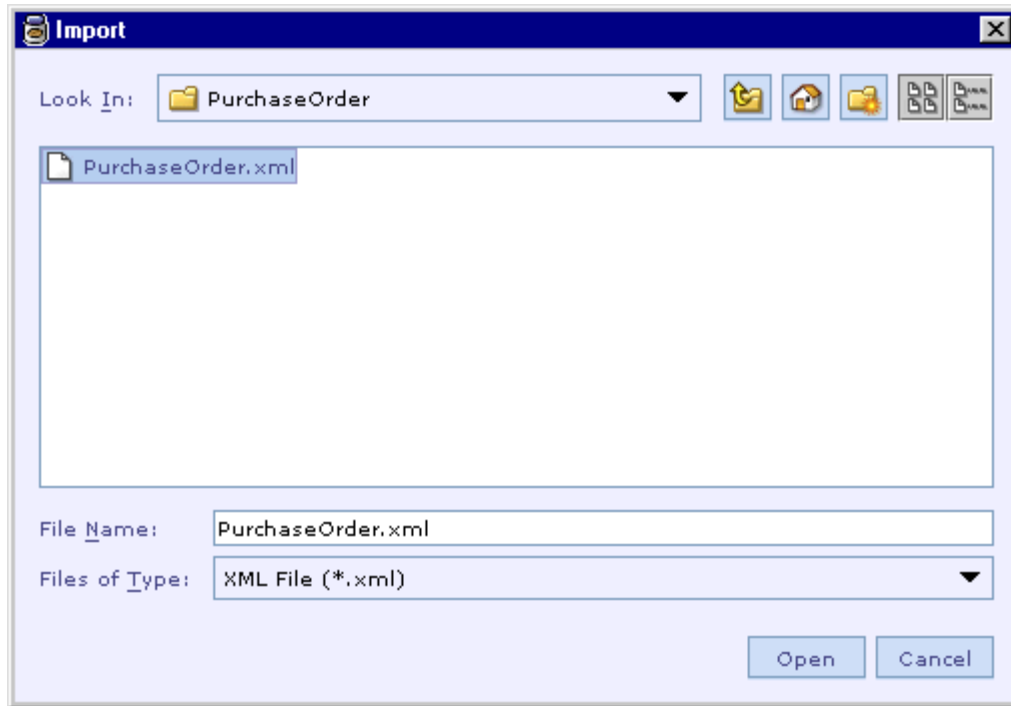 Import
Look In: PurchaseOrder
PurchaseOrder.xml
File Name: PurchaseOrder.xml
Files of Type: XML File (*.xml)
Open Cancel